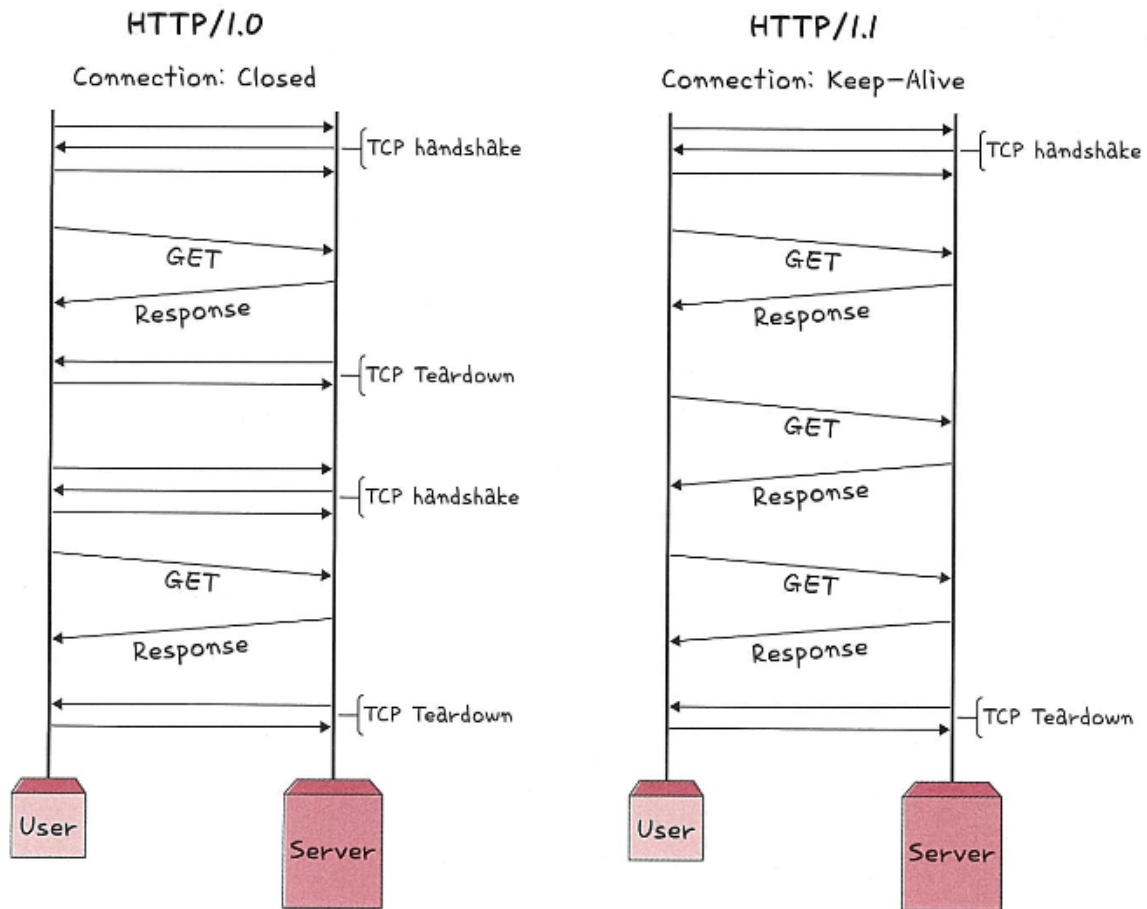 HTTP/1.0
Connection: Closed
TCP handshake
GET
Response
TCP Teardown
TCP handshake
GET
Response
TCP Teardown
User
Server
HTTP/1.1
Connection: Keep-Alive
TCP handshake
GET
Response
GET
Response
GET
Response
TCP Teardown
User
Server